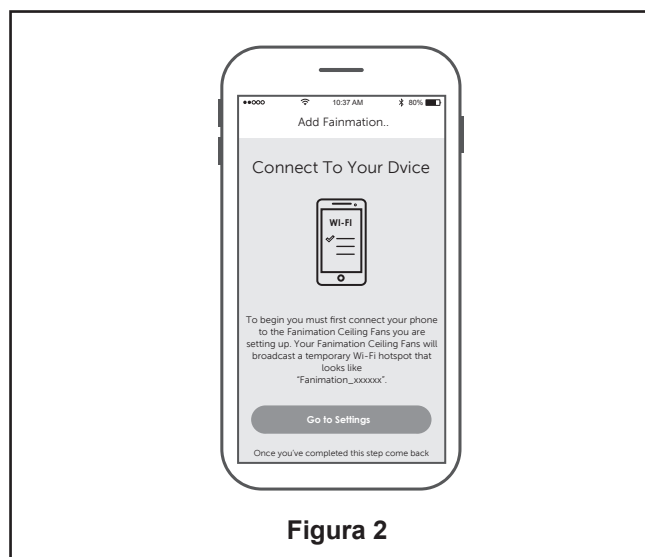 10:37 AM 80%
Add Fainmation..
Connect To Your Dvice
WI-FI
To begin you must first connect your phone
to the Fanimation Ceiling Fans you are
setting up. Your Fanimation Ceiling Fans will
broadcast a temporary Wi-Fi hotspot that
looks like
“Fanimation_xxxxxx”.
Go to Settings
Once you’ve completed this step come back
Figura 2